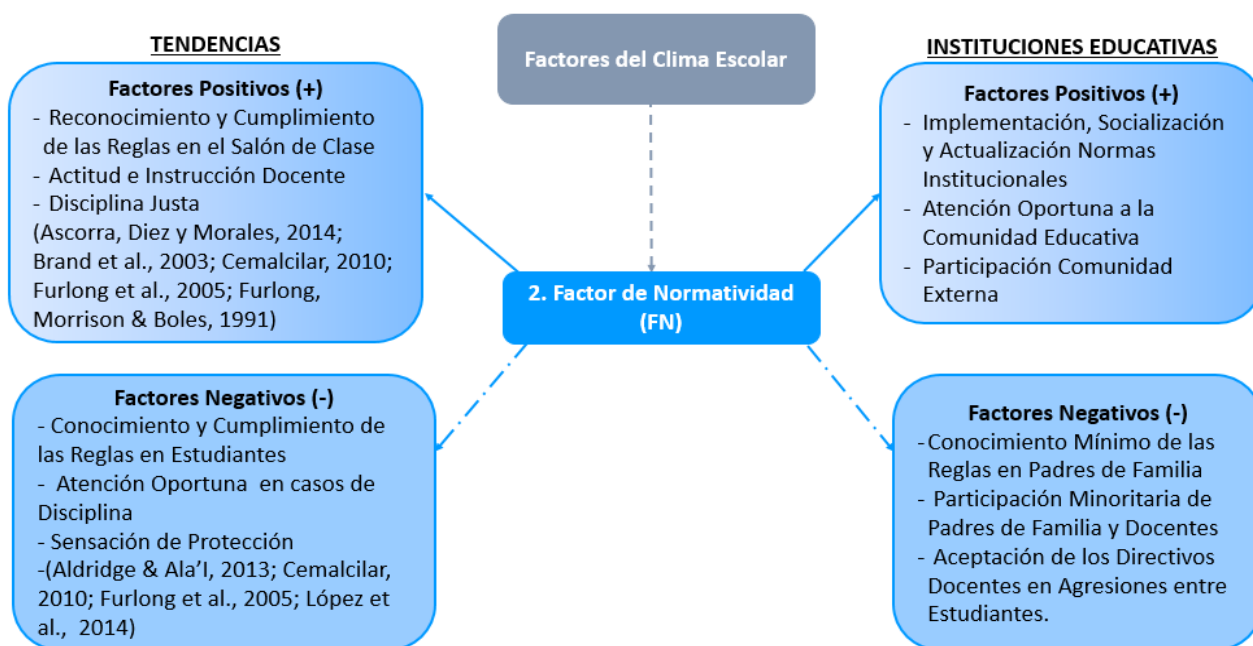 TENDENCIAS
Factores Positivos (+)
- Reconocimiento y Cumplimiento
de las Reglas en el Salón de Clase
- Actitud e Instrucción Docente
- Disciplina Justa
(Ascorra, Diez y Morales, 2014;
Brand et al., 2003; Cemalcilar, 2010;
Furlong et al., 2005; Furlong,
Morrison & Boles, 1991)
Factores del Clima Escolar
INSTITUCIONES EDUCATIVAS
Factores Positivos (+)
- Implementación, Socialización
y Actualización Normas
Institucionales
- Atención Oportuna a la
Comunidad Educativa
- Participación Comunidad
Externa
2. Factor de Normatividad
(FN)
Factores Negativos (-)
- Conocimiento y Cumplimiento de
las Reglas en Estudiantes
- Atención Oportuna en casos de
Disciplina
- Sensación de Protección
-(Aldridge & Ala’I, 2013; Cemalcilar,
2010; Furlong et al., 2005; López et
al., 2014)
Factores Negativos (-)
-Conocimiento Mínimo de las
Reglas en Padres de Familia
- Participación Minoritaria de
Padres de Familia y Docentes
- Aceptación de los Directivos
Docentes en Agresiones entre
Estudiantes.